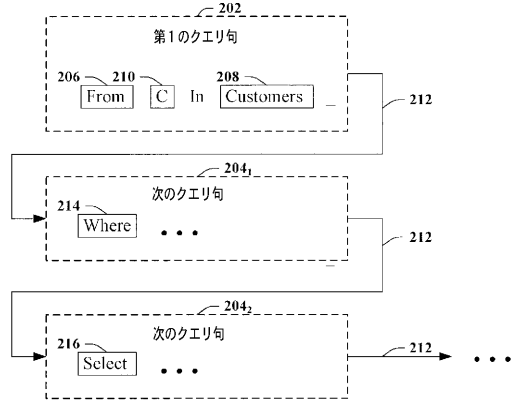 202
第1のクエリ句
206 210 208
From C In Customers _
212
204₁
次のクエリ句
214
Where • • •
_
212
204₂
次のクエリ句
216
212
Select • • •
• • •